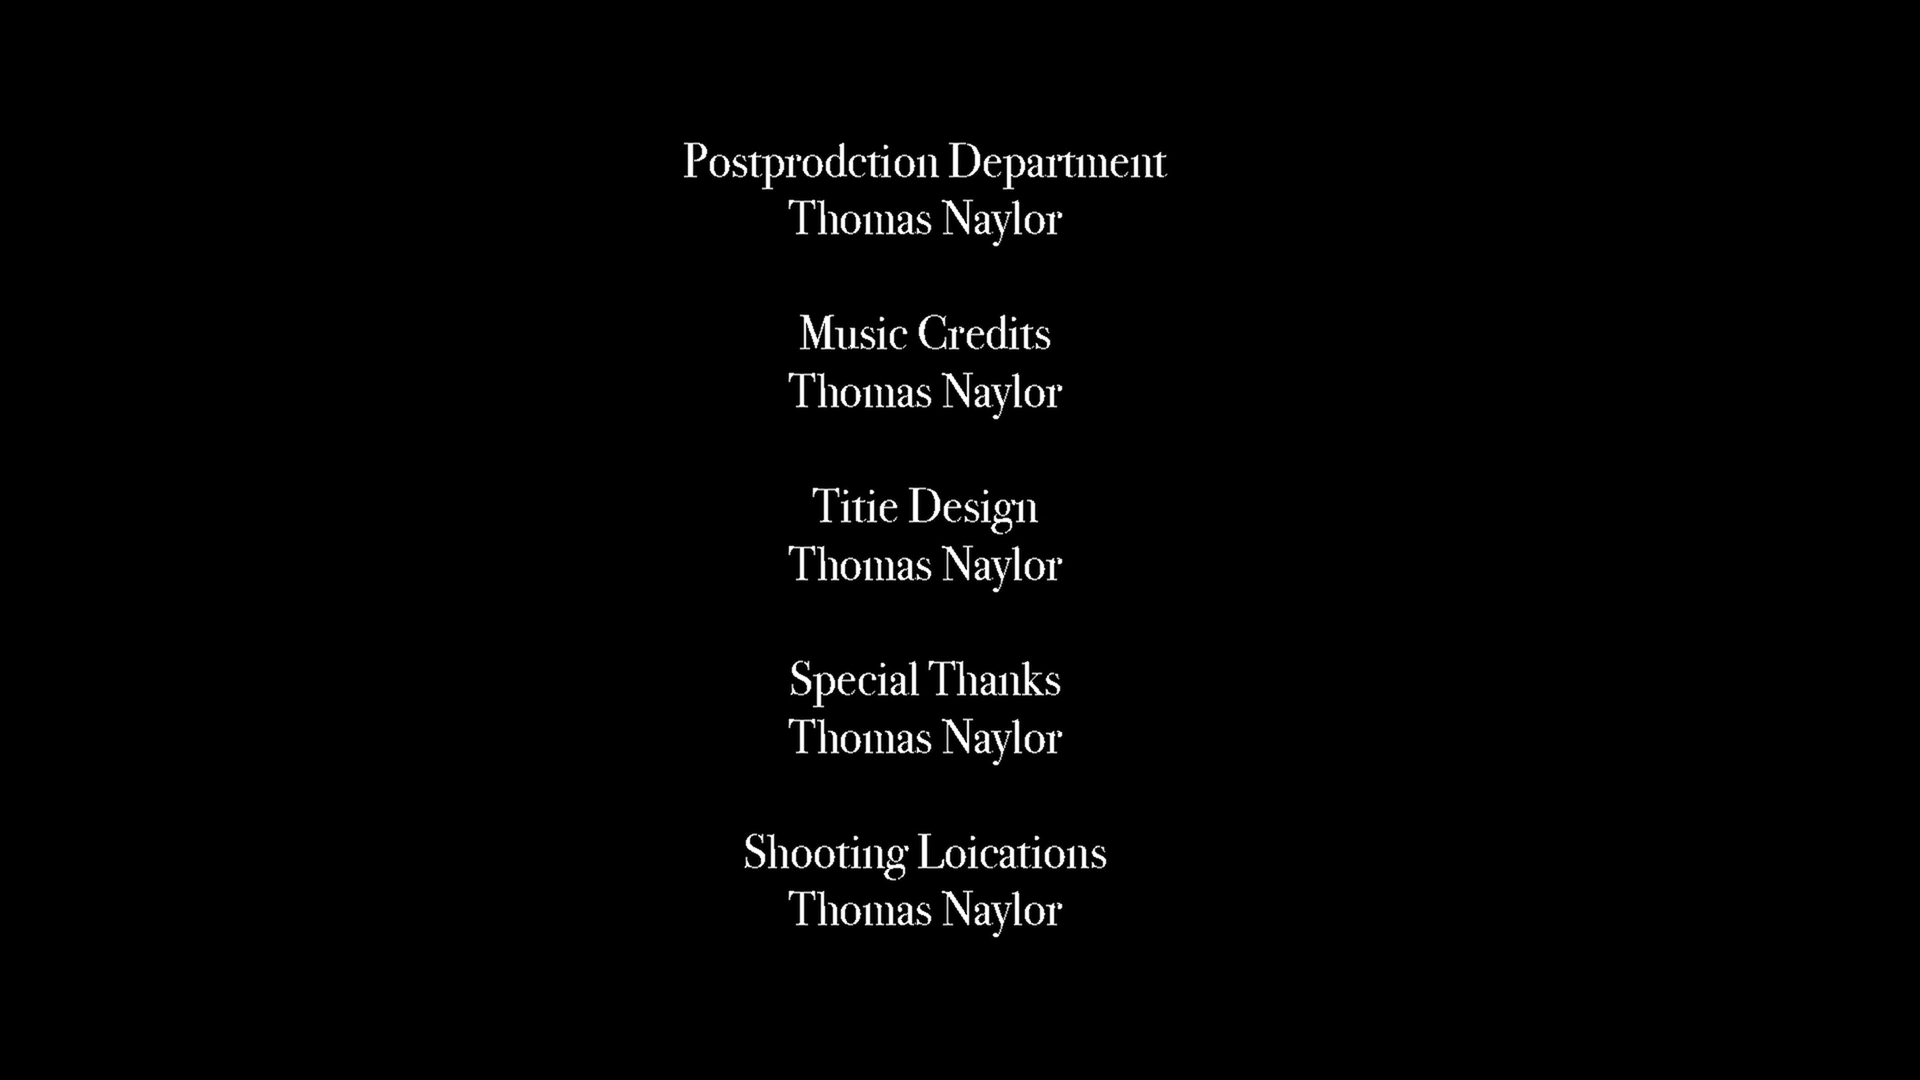 Postprodction Department
Thomas Naylor
Music Credits
Thomas Naylor
Titie Design
Thomas Naylor
Special Thanks
Thomas Naylor
Shooting Loications
Thomas Naylor